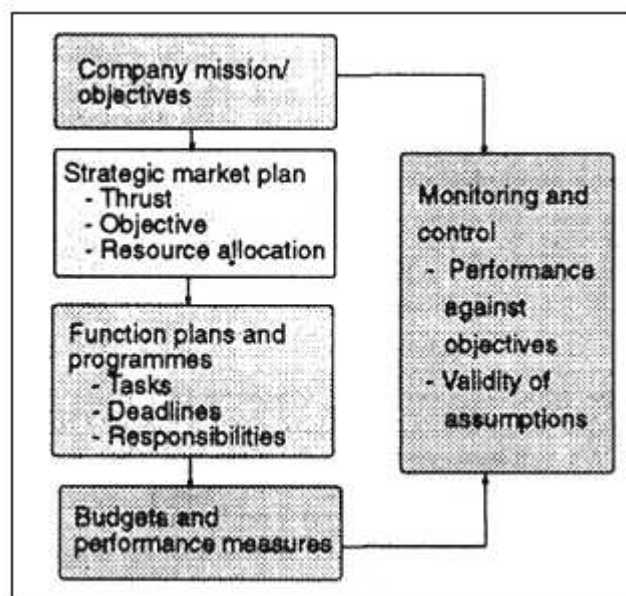 Company mission/
objectives
Strategic market plan
- Thrust
- Objective
- Resource allocation
Function plans and
programmes
- Tasks
- Deadlines
- Responsibilities
Budgets and
performance measures
Monitoring and
control
- Performance
against
objectives
- Validity of
assumptions